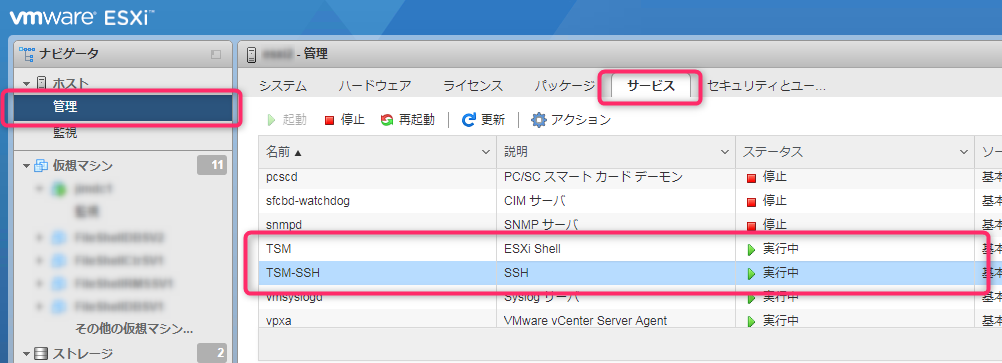 vmware ESXi
ナビゲータ
ホスト
管理
監視
仮想マシン 11
その他の仮想マシン...
ストレージ 2
- 管理
システム ハードウェア ライセンス パッケージ サービス セキュリティとユー...
起動 停止 再起動 更新 アクション
名前 ▲ 説明 ステータス ソー
pcscd PC/SC スマート カード デーモン 停止 基本
sfcbd-watchdog CIM サーバ 停止 基本
snmpd SNMP サーバ 停止 基本
TSM ESXi Shell 実行中 基本
TSM-SSH SSH 実行中 基本
vmsyslogd Syslog サーバ 実行中 基本
vpxa VMware vCenter Server Agent 実行中 基本